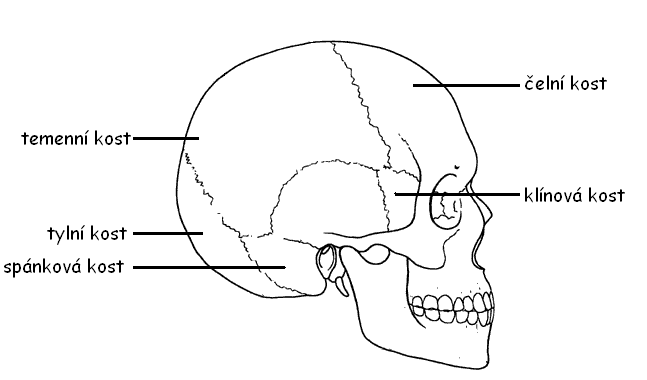 čelní kost
temenní kost
klínová kost
tylní kost
spánková kost